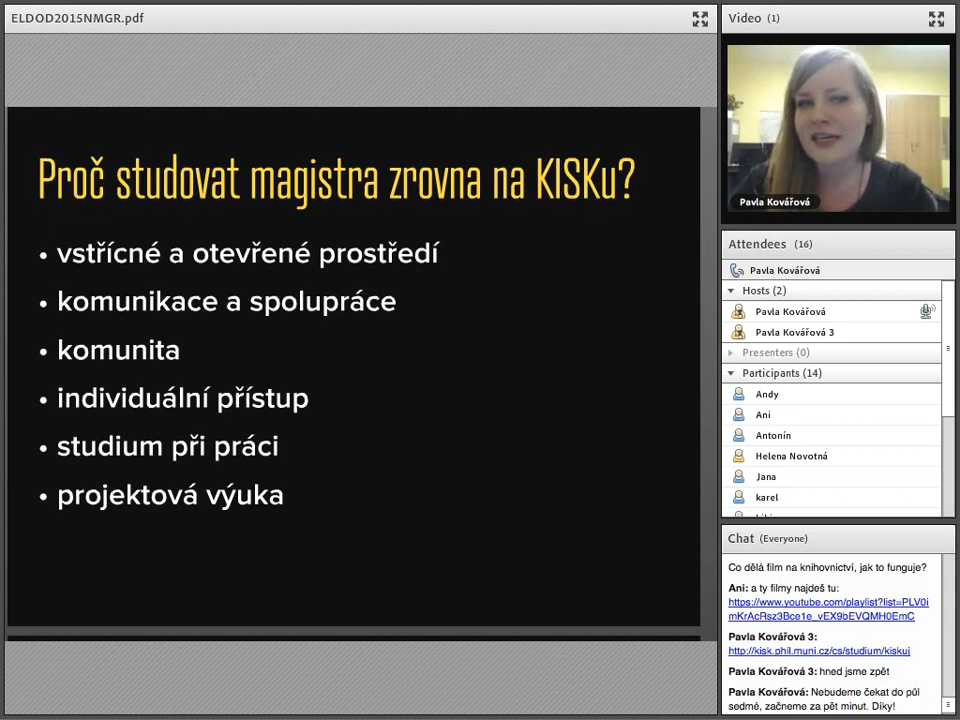 ELDOD2015NMGR.pdf
Proč studovat magistra zrovna na KISKu?
• vstřícné a otevřené prostředí
• komunikace a spolupráce
• komunita
• individuální přístup
• studium při práci
• projektová výuka
Video (1)
Pavla Kovářová
Attendees (16)
Pavla Kovářová
Hosts (2)
Pavla Kovářová
Pavla Kovářová 3
Presenters (0)
Participants (14)
Andy
Ani
Antonín
Helena Novotná
Jana
karel
Chat (Everyone)
Co dělá film na knihovnictví, jak to funguje?
Ani: a ty filmy najdeš tu:
https://www.youtube.com/playlist?list=PLV0i
mKrAcRsz3Bce1e_vEX9bEVQMH0EmC
Pavla Kovářová 3:
http://kisk.phil.muni.cz/cs/studium/kiskuj
Pavla Kovářová 3: hned jsme zpět
Pavla Kovářová: Nebudeme čekat do půl
sedmé, začneme za pět minut. Díky!